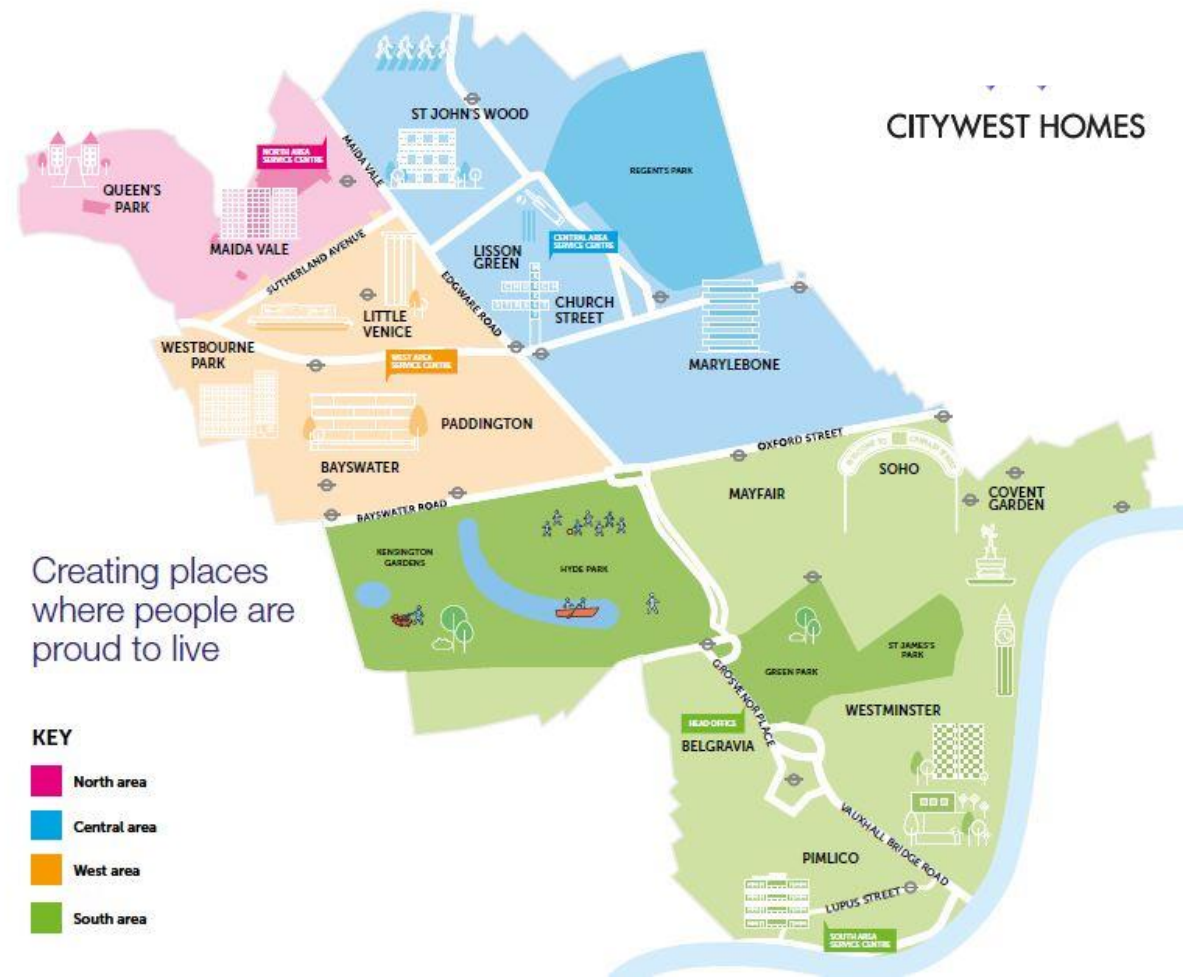 CITYWEST HOMES
ST JOHN'S WOOD
MAIDA VALE
NORTH AREA
SERVICE CENTRE
REGENT'S PARK
QUEEN'S
PARK
MAIDA VALE
SUTHERLAND AVENUE
LISSON
GREEN
CENTRAL AREA
SERVICE CENTRE
EDGWARE ROAD
CHURCH
STREET
CHURCH
STREET
LITTLE
VENICE
WESTBOURNE
PARK
WEST AREA
SERVICE CENTRE
MARYLEBONE
PADDINGTON
BAYSWATER
OXFORD STREET
SOHO
MAYFAIR
COVENT
GARDEN
BAYSWATER ROAD
KENSINGTON
GARDENS
HYDE PARK
Creating places
where people are
proud to live
GREEN PARK
ST JAMES'S
PARK
GROSVENOR PLACE
WESTMINSTER
HEAD OFFICE
BELGRAVIA
VAUXHALL BRIDGE ROAD
PIMLICO
LUPUS STREET
SOUTH AREA
SERVICE CENTRE
KEY
North area
Central area
West area
South area